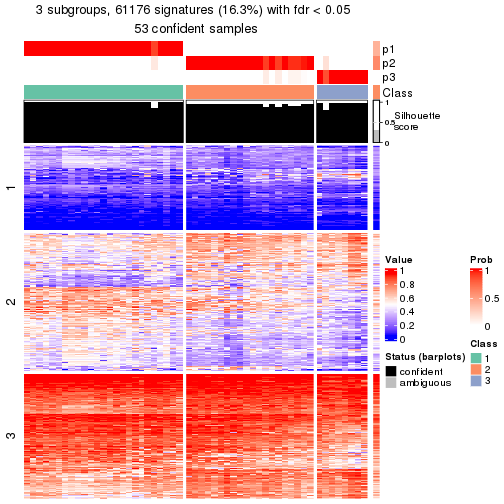 3 subgroups, 61176 signatures (16.3%) with fdr < 0.05
53 confident samples
p1
p2
p3
Class
1
0.5
0
Silhouette
score
1
2
3
Value
1
0.8
0.6
0.4
0.2
0
Prob
1
0.5
0
Status (barplots)
confident
ambiguous
Class
1
2
3